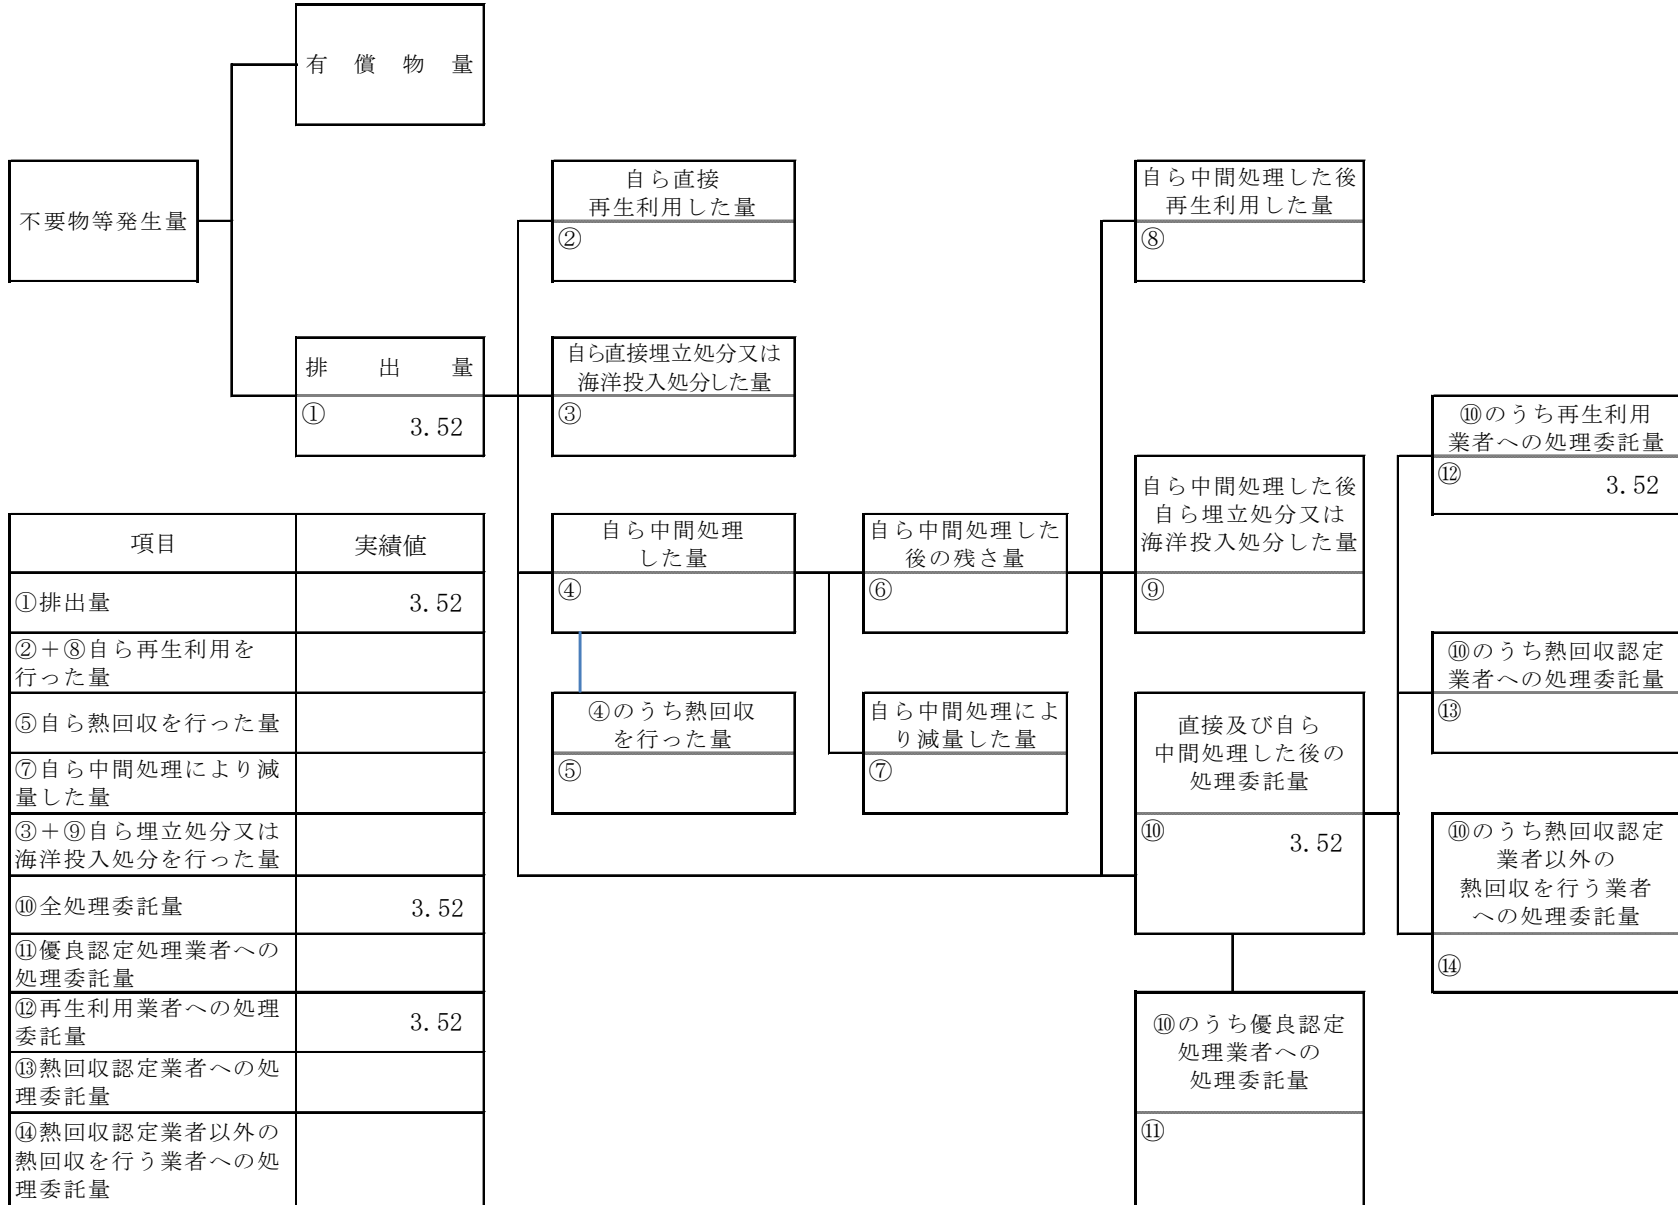 有償物量
不要物等発生量
排出量
①
3.52
自ら直接
再生利用した量
②
自ら直接埋立処分又は
海洋投入処分した量
③
自ら中間処理
した量
④
④のうち熱回収
を行った量
⑤
自ら中間処理した
後の残さ量
⑥
自ら中間処理によ
り減量した量
⑦
自ら中間処理した後
再生利用した量
⑧
自ら中間処理した後
自ら埋立処分又は
海洋投入処分した量
⑨
直接及び自ら
中間処理した後の
処理委託量
⑩
3.52
⑩のうち優良認定
処理業者への
処理委託量
⑪
⑩のうち再生利用
業者への処理委託量
⑫
3.52
⑩のうち熱回収認定
業者への処理委託量
⑬
⑩のうち熱回収認定
業者以外の
熱回収を行う業者
への処理委託量
⑭
項目 実績値
①排出量 3.52
②＋⑧自ら再生利用を
行った量
⑤自ら熱回収を行った量
⑦自ら中間処理により減
量した量
③＋⑨自ら埋立処分又は
海洋投入処分を行った量
⑩全処理委託量 3.52
⑪優良認定処理業者への
処理委託量
⑫再生利用業者への処理
委託量 3.52
⑬熱回収認定業者への処
理委託量
⑭熱回収認定業者以外の
熱回収を行う業者への処
理委託量